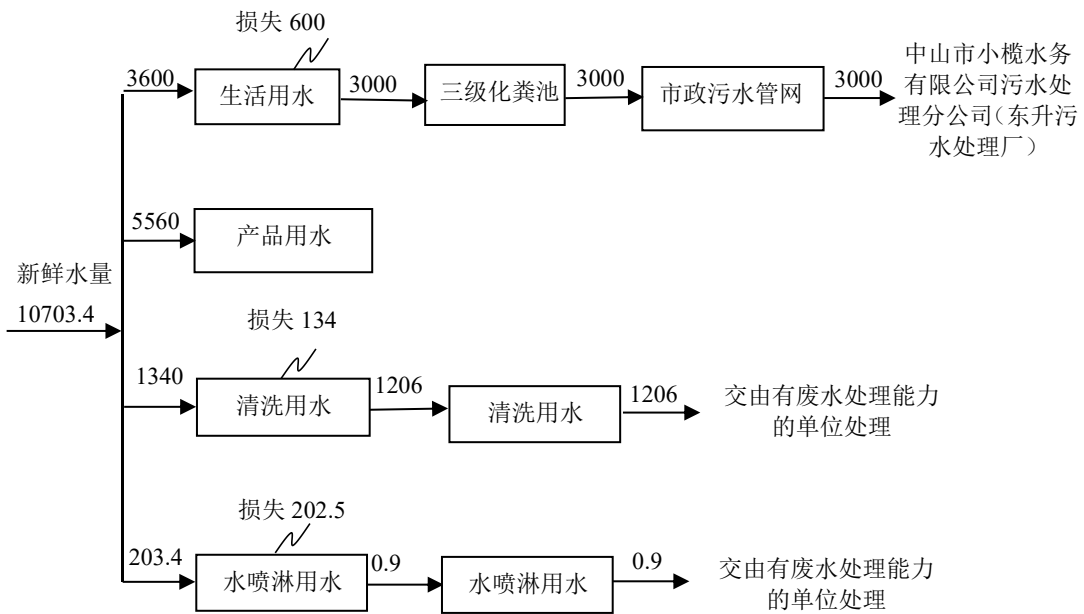 损失 600
3600
生活用水
3000
三级化粪池
3000
市政污水管网
3000
中山市小榄水务
有限公司污水处
理分公司（东升污
水处理厂）
5560
产品用水
新鲜水量
10703.4
损失 134
1340
清洗用水
1206
清洗用水
1206
交由有废水处理能力
的单位处理
损失 202.5
203.4
水喷淋用水
0.9
水喷淋用水
0.9
交由有废水处理能力
的单位处理